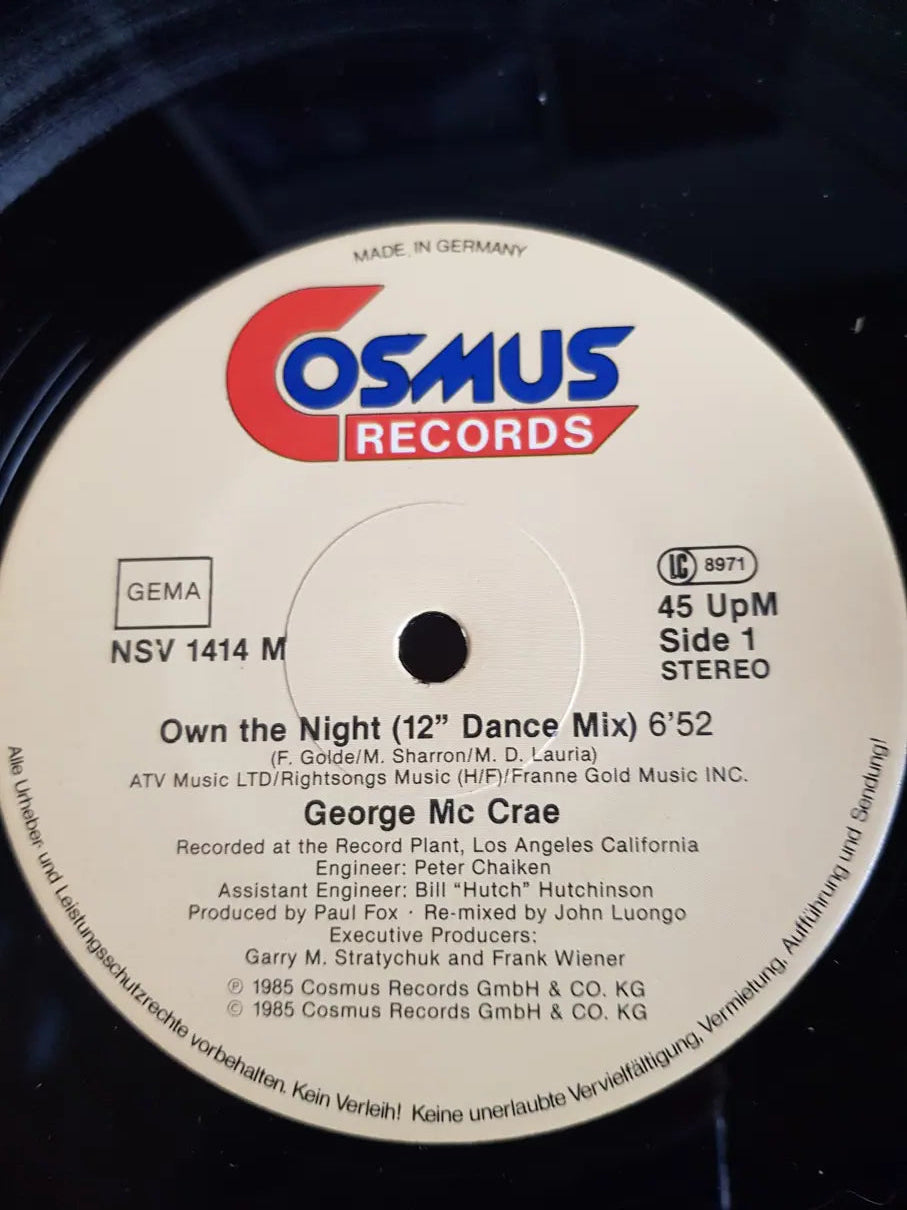 MADE IN GERMANY
COSMUS
RECORDS
GEMA
NSV 1414 M
LC 8971
45 UpM
Side 1
STEREO
Own the Night (12” Dance Mix) 6’52
(F. Golde/M. Sharron/M. D. Lauria)
ATV Music LTD/Rightsongs Music (H/F)/Franne Gold Music INC.
George Mc Crae
Recorded at the Record Plant, Los Angeles California
Engineer: Peter Chaiken
Assistant Engineer: Bill “Hutch” Hutchinson
Produced by Paul Fox · Re-mixed by John Luongo
Executive Producers:
Garry M. Stratychuk and Frank Wiener
℗ 1985 Cosmus Records GmbH & CO. KG
© 1985 Cosmus Records GmbH & CO. KG
Alle Urheber- und Leistungsschutzrechte vorbehalten. Kein Verleih! Keine unerlaubte Vervielfältigung, Vermietung, Aufführung und Sendung!